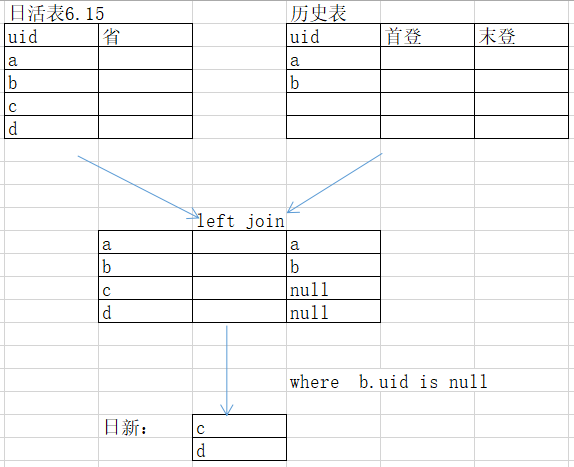 日活表6.15 历史表
uid 省 uid 首登 末登
a a
b b
c
d
left join
a a
b b
c null
d null
where b.uid is null
日新: c
d